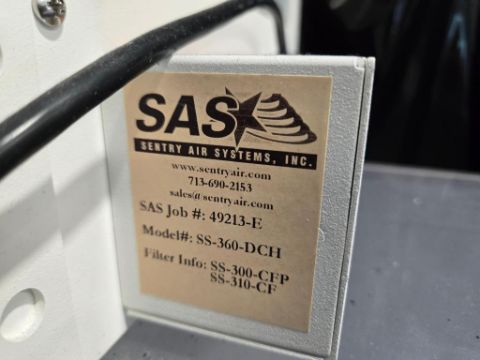 SAS
SENTRY AIR SYSTEMS, INC.
www.sentryair.com
713-690-2153
sales@sentryair.com
SAS Job #: 49213-E
Model#: SS-360-DCH
Filter Info: SS-300-CFP
SS-310-CF